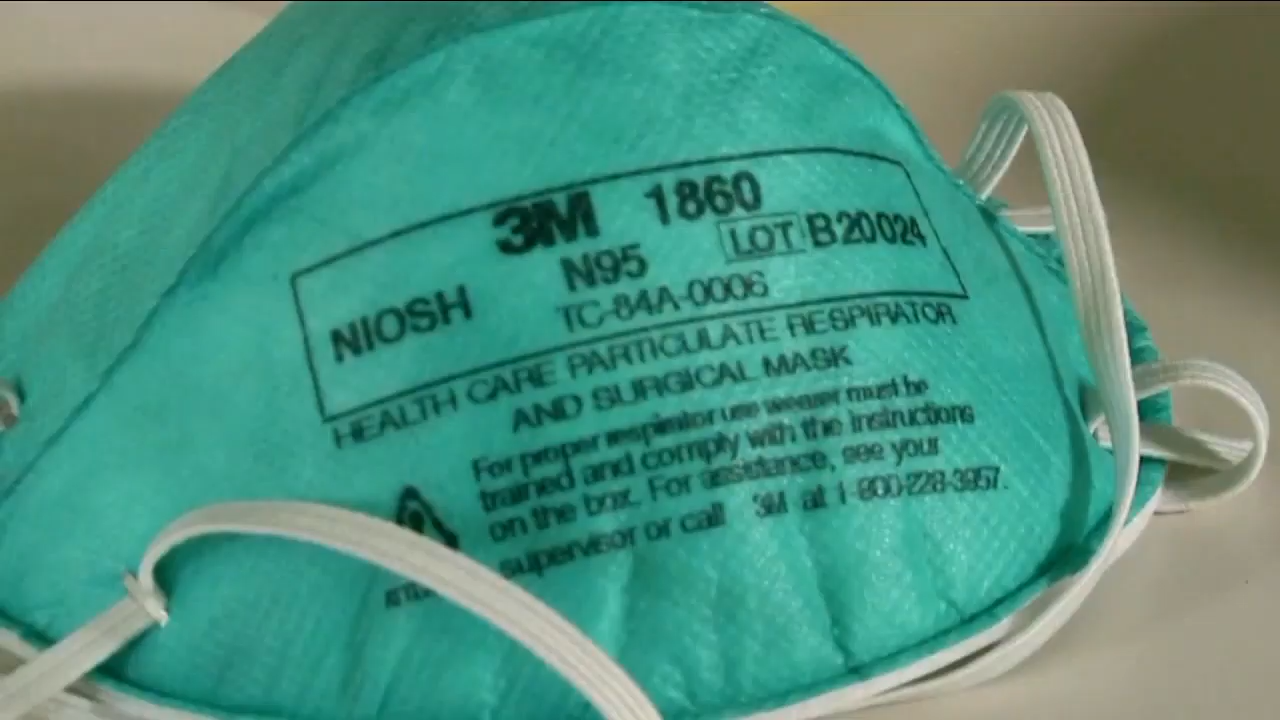 3M 1860
N95 LOT B20024
NIOSH TC-84A-0006
HEALTH CARE PARTICULATE RESPIRATOR
AND SURGICAL MASK
For proper respirator use wearer must be
trained and comply with the instructions
on the box. For assistance, see your
supervisor or call 3M at 1-800-228-3957.